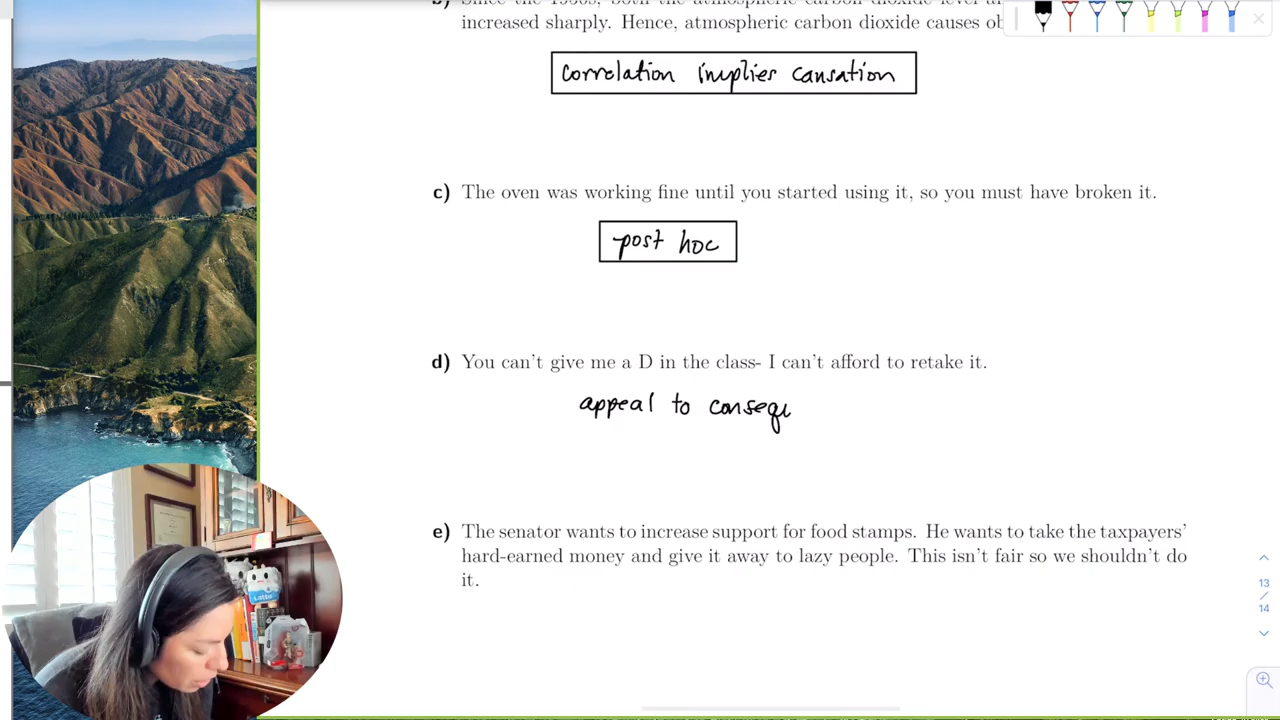 increased sharply. Hence, atmospheric carbon dioxide causes ob
correlation implies causation
c) The oven was working fine until you started using it, so you must have broken it.
post hoc
d) You can't give me a D in the class- I can't afford to retake it.
appeal to consequ
e) The senator wants to increase support for food stamps. He wants to take the taxpayers'
hard-earned money and give it away to lazy people. This isn't fair so we shouldn't do
it.
13
/
14